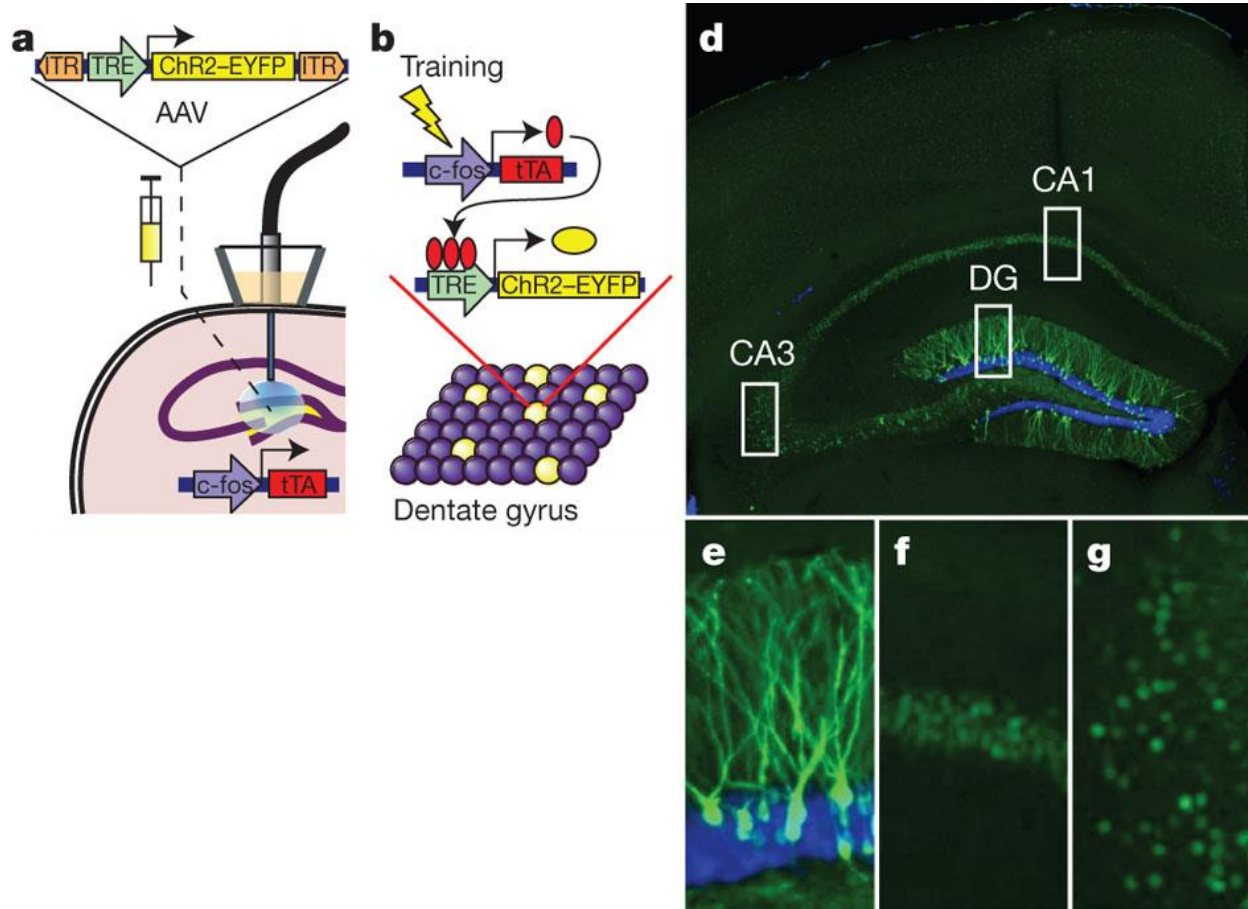 a
ITR TRE ChR2–EYFP ITR
AAV
c-fos tTA
b
Training
c-fos tTA
TRE ChR2–EYFP
Dentate gyrus
d
CA1
DG
CA3
e f g